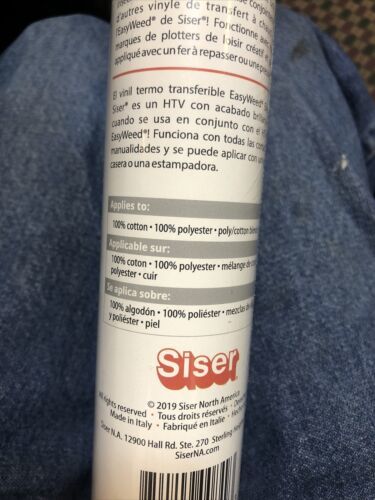 d'autres vinyle de transfert à
l'EasyWeed® de Siser®! Fonctionne avec
marques de plotters de loisir créatif et
appliqué avec un fer à repasser ou une
El vinil termo transferible EasyWeed®
Siser® es un HTV con acabado
cuando se usa en conjunto con el
EasyWeed®! Funciona con todas las
manualidades y se puede aplicar con
casera o una estampadora.
Applies to:
100% cotton • 100% polyester • poly/cotton
Applicable sur:
100% coton • 100% polyester • mélange de
polyester • cuir
Se aplica sobre:
100% algodón • 100% poliéster • mezclas de
y poliéster • piel
Siser
© 2019 Siser North America
All rights reserved • Tous droits réservés •
Made in Italy • Fabriqué en Italie •
Siser N.A. 12900 Hall Rd. Ste. 270 Sterling
SiserNA.com